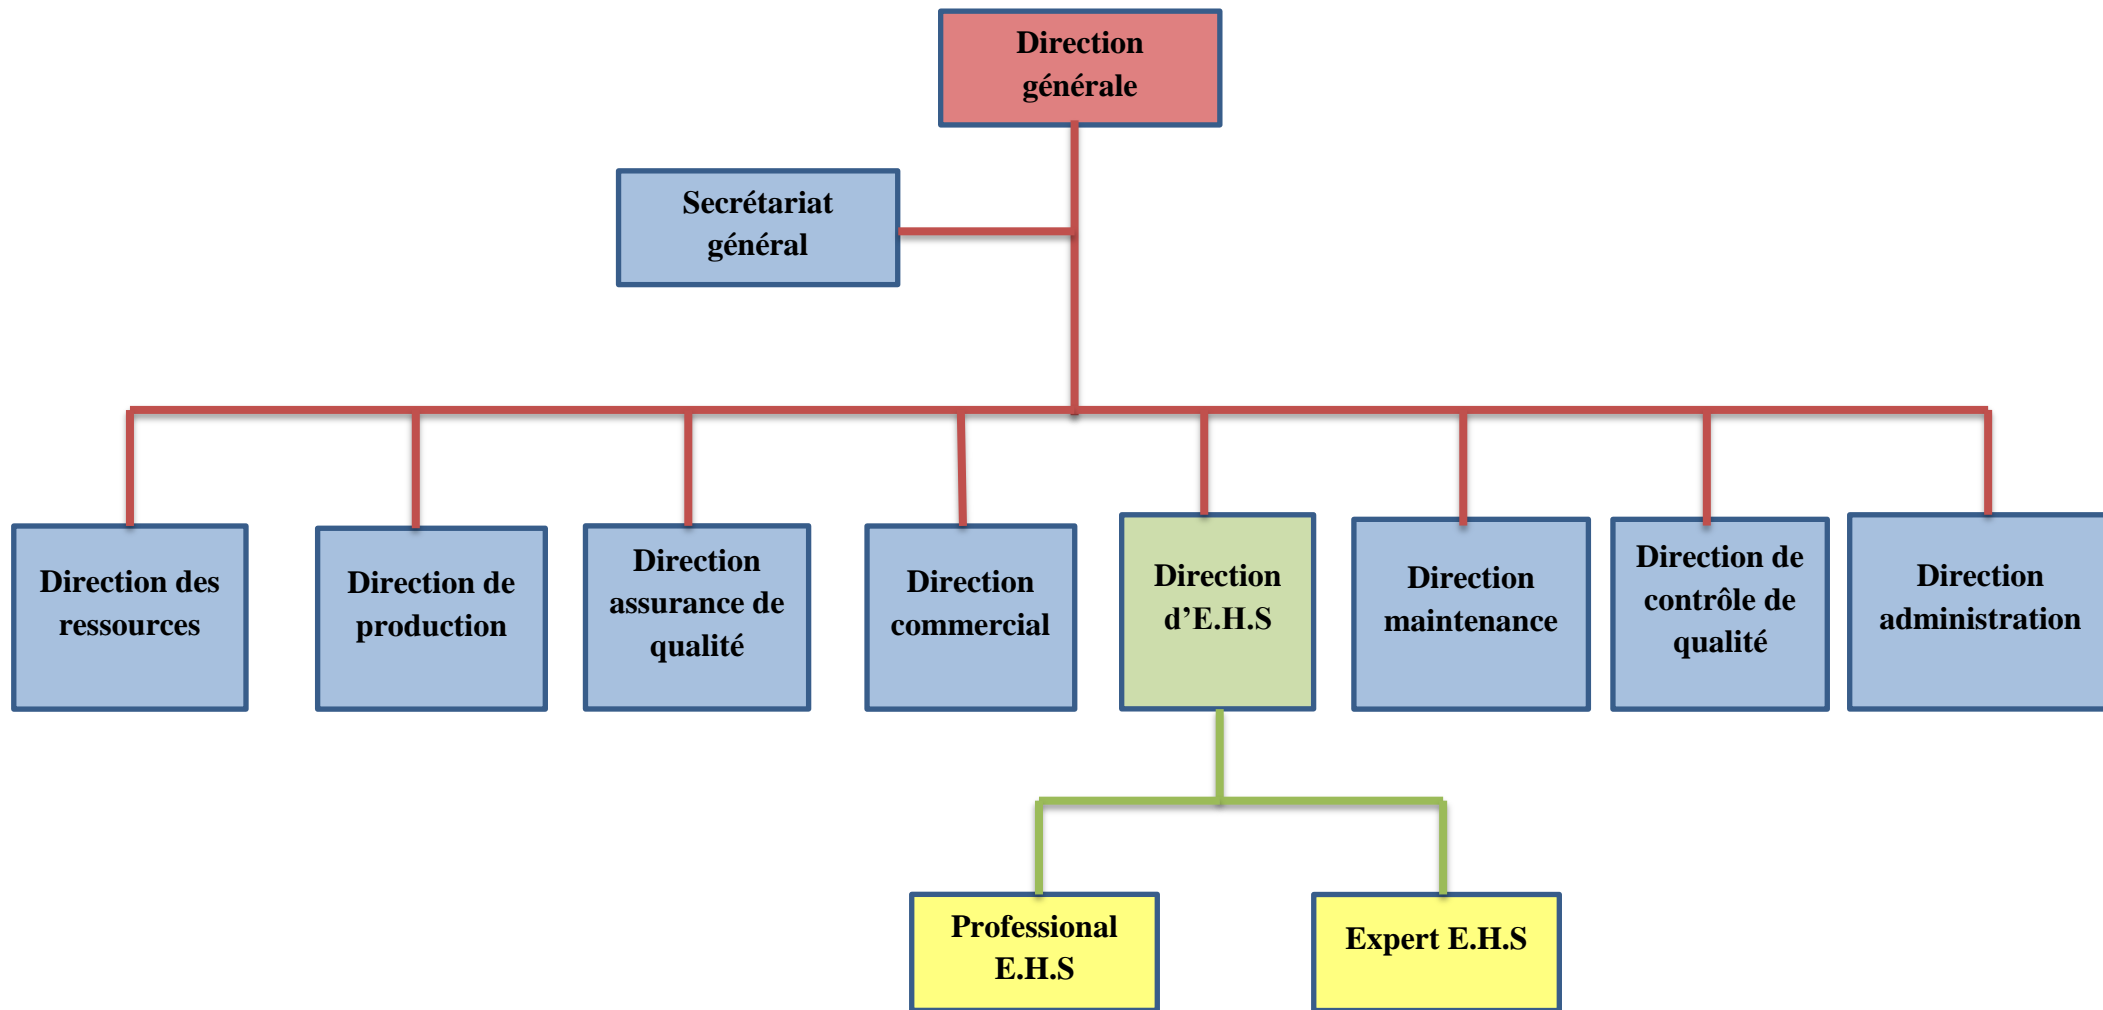 Direction
générale
Secrétariat
général
Direction des
ressources
Direction de
production
Direction
assurance de
qualité
Direction
commercial
Direction
d’E.H.S
Direction
maintenance
Direction de
contrôle de
qualité
Direction
administration
Professional
E.H.S
Expert E.H.S